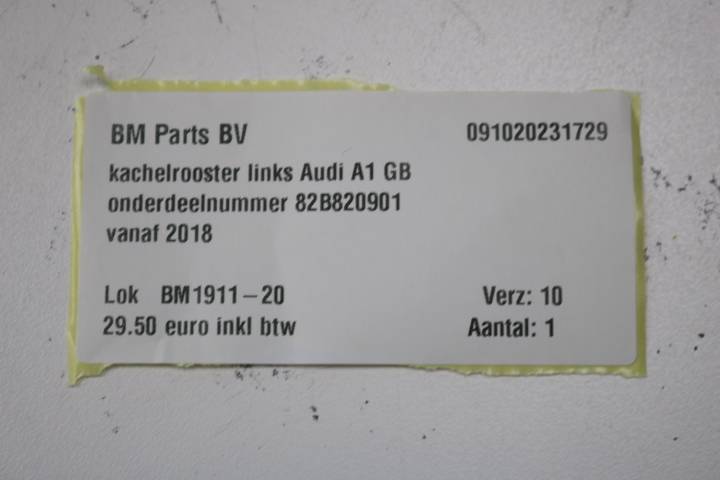 BM Parts BV 091020231729
kachelrooster links Audi A1 GB
onderdeelnummer 82B820901
vanaf 2018
Lok BM1911-20 Verz: 10
29.50 euro inkl btw Aantal: 1